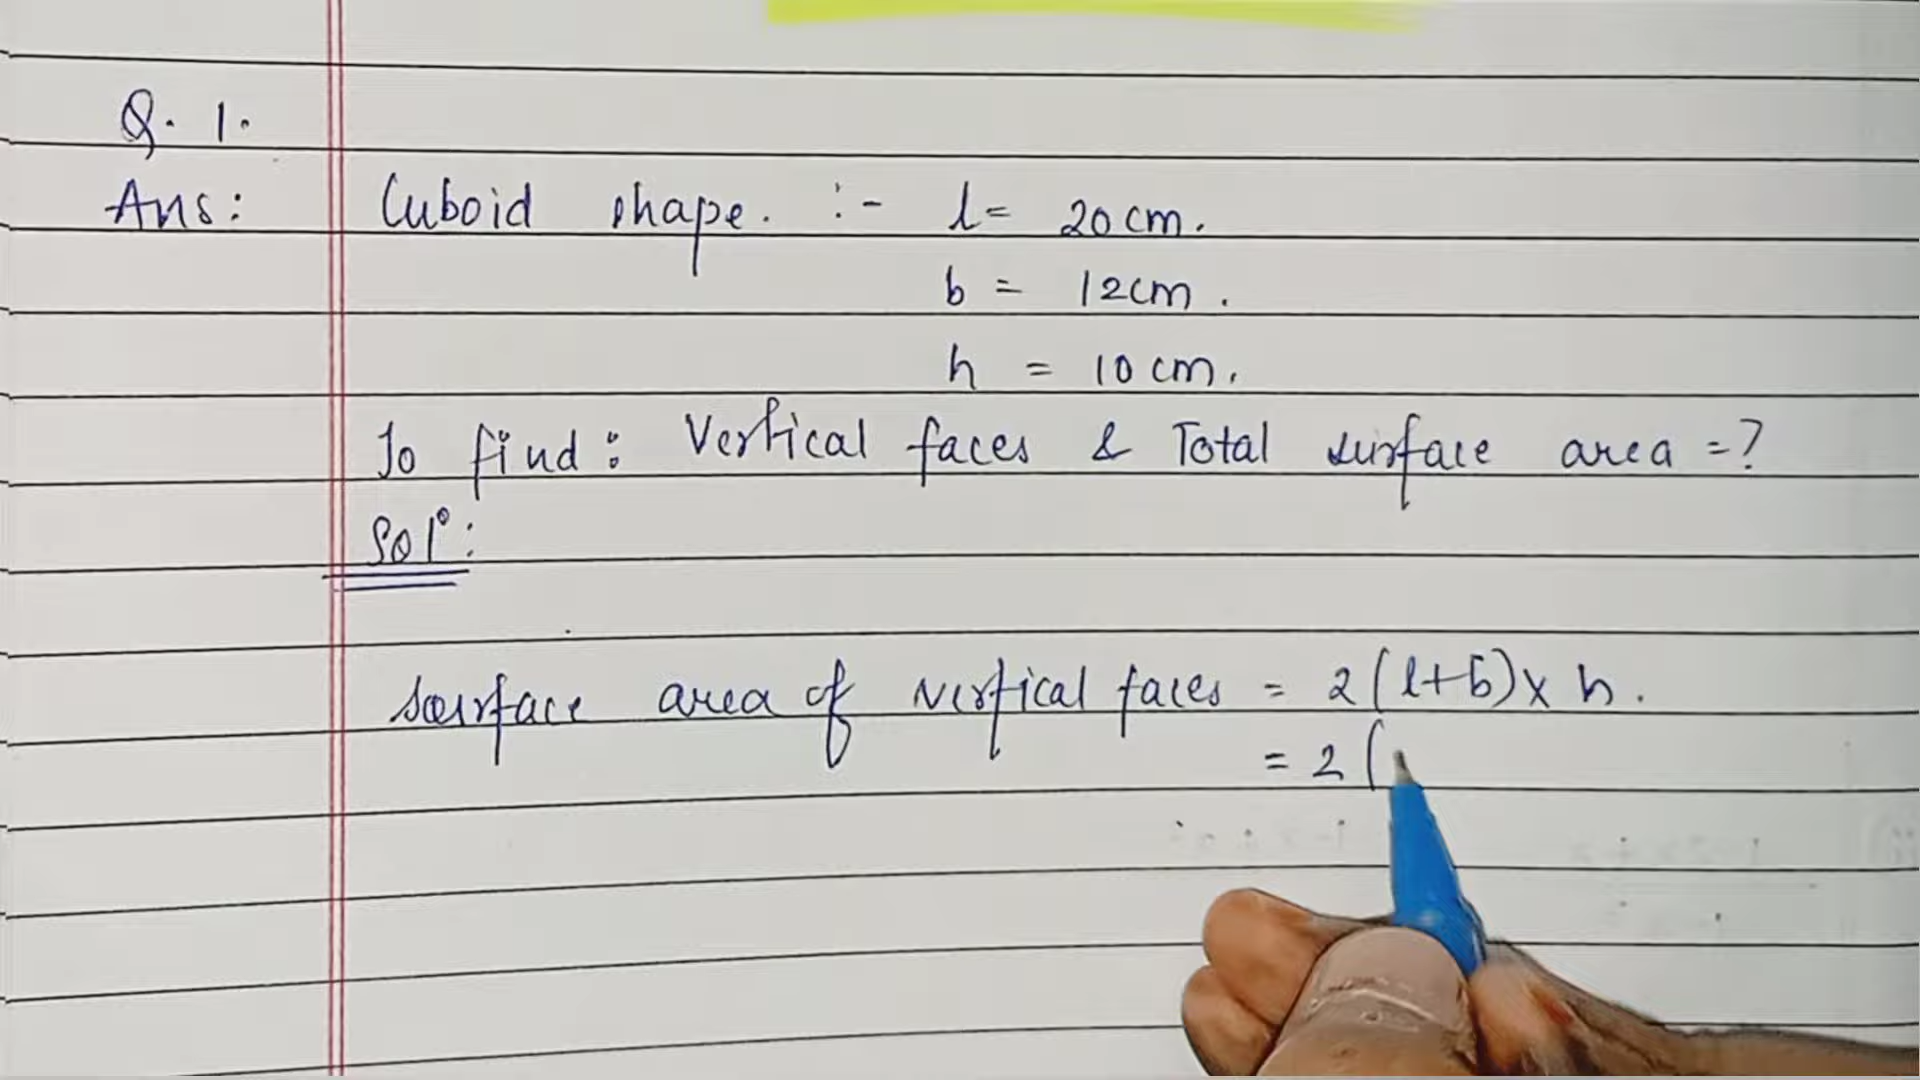 Q. 1.
Ans: Cuboid shape. :- l = 20 cm.
b = 12cm.
h = 10 cm.
To find: Vertical faces & Total surface area = ?
Solº:
Surface area of vertical faces = 2 (l+b) x h.
= 2 (